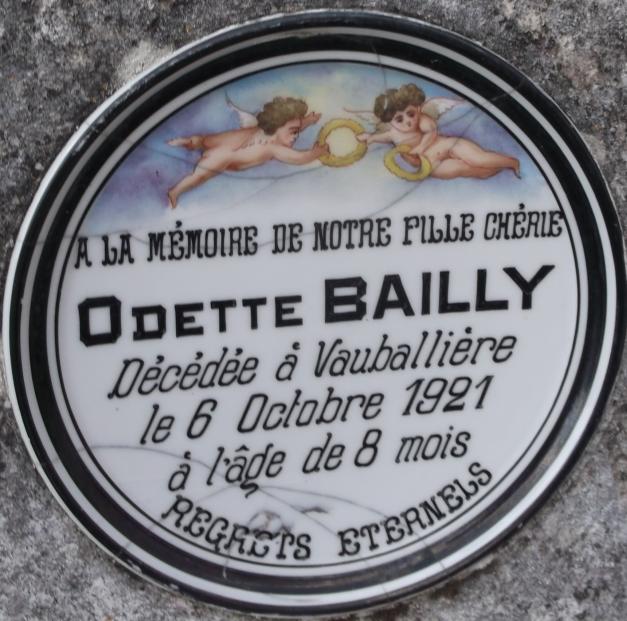 A LA MÉMOIRE DE NOTRE FILLE CHÉRIE
ODETTE BAILLY
Décédée à Vauballière
le 6 Octobre 1921
à l'âge de 8 mois
REGRETS ETERNELS